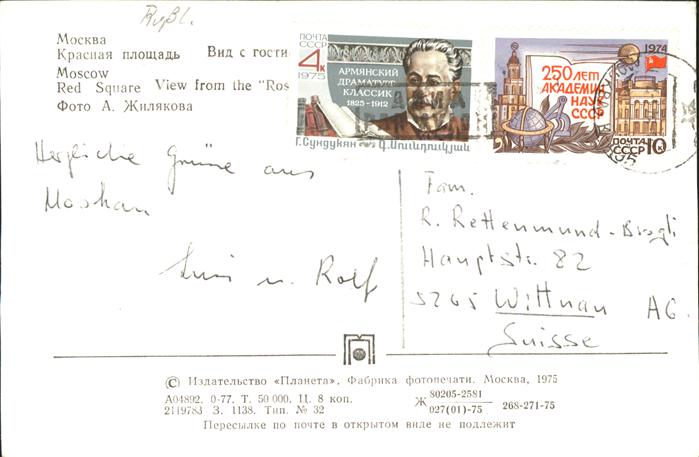 Москва
Красная площадь Вид с гости
Moscow
Red Square View from the "Ros
Фото А. Жилякова
ПОЧТА
СССР
4к
1975
АРМЯНСКИЙ
ДРАМАТУРГ
КЛАССИК
1825-1912
Г. Сундукян
1974
250 ЛЕТ
АКАДЕМИИ
НАУК
СССР
ПОЧТА
СССР 10к
Herzliche Grüsse aus
Moskau
u. Rolf
Fam.
R. Rettenmund-
Hauptstr. 82
5265 Wittnau AG.
Suisse
© Издательство «Планета», Фабрика фотопечати. Москва, 1975
А04892. 0-77. Т. 50 000. Ц. 8 коп.
2119783 З. 1138. Тип. № 32
Ж 80205-2581
027(01)-75 268-271-75
Пересылке по почте в открытом виде не подлежит